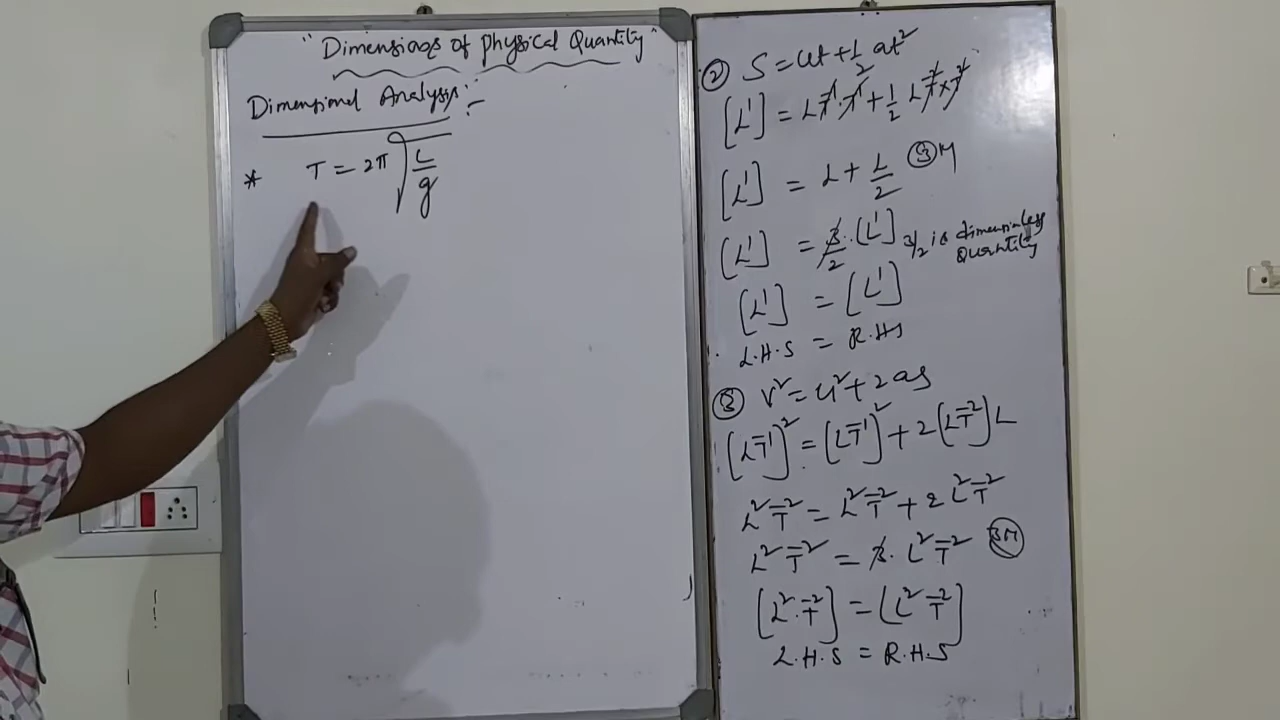 "Dimensions of Physical Quantity"
Dimensional Analysis:-
* T = 2π √(L/g)
② S = ut + 1/2 at²
[L¹] = LT⁻¹·T¹ + 1/2 LT⁻²×T²
[L¹] = L + L/2 ③M
[L¹] = 3/2·[L¹] 3/2 is dimensionless Quantity
[L¹] = [L¹]
L.H.S = R.H.S
③ V² = u² + 2as
[LT⁻¹]² = [LT⁻¹]² + 2[LT⁻²]L
L²T⁻² = L²T⁻² + 2 L²T⁻²
L²T⁻² = 3. L²T⁻² ③M
[L²·T⁻²] = [L²T⁻²]
L.H.S = R.H.S